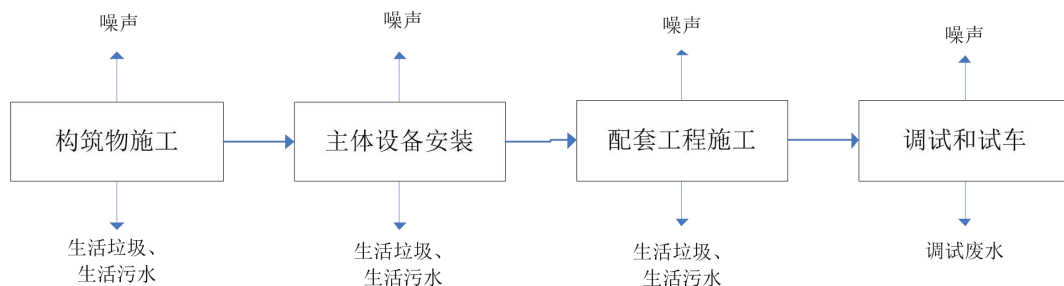 噪声
噪声
噪声
噪声
构筑物施工
主体设备安装
配套工程施工
调试和试车
生活垃圾、
生活污水
生活垃圾、
生活污水
生活垃圾、
生活污水
调试废水